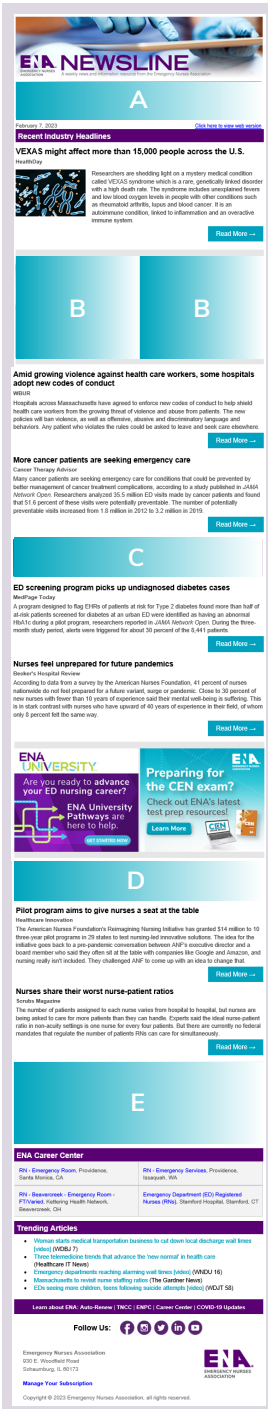 ENA NEWSLINE
EMERGENCY NURSES
ASSOCIATION
A weekly news and information resource from the Emergency Nurses Association
A
February 7, 2023 Click here to view web version
Recent Industry Headlines
VEXAS might affect more than 15,000 people across the U.S.
HealthDay
Researchers are shedding light on a mystery medical condition
called VEXAS syndrome which is a rare, genetically linked disorder
with a high death rate. The syndrome includes unexplained fevers
and low blood oxygen levels in people with other conditions such
as rheumatoid arthritis, lupus and blood cancer. It is an
autoimmune condition, linked to inflammation and an overactive
immune system.
Read More →
B B
Amid growing violence against health care workers, some hospitals
adopt new codes of conduct
WBUR
Hospitals across Massachusetts have agreed to enforce new codes of conduct to help shield
health care workers from the growing threat of violence and abuse from patients. The new
policies will ban violence, as well as offensive, abusive and discriminatory language and
behaviors. Any patient who violates the rules could be asked to leave and seek care elsewhere.
Read More →
More cancer patients are seeking emergency care
Cancer Therapy Advisor
Many cancer patients are seeking emergency care for conditions that could be prevented by
better management of cancer treatment complications, according to a study published in JAMA
Network Open. Researchers analyzed 35.5 million ED visits made by cancer patients and found
that 51.6 percent of these visits were potentially preventable. The number of potentially
preventable visits increased from 1.8 million in 2012 to 3.2 million in 2019.
Read More →
C
ED screening program picks up undiagnosed diabetes cases
MedPage Today
A program designed to flag EHRs of patients at risk for Type 2 diabetes found more than half of
at-risk patients screened for diabetes at an urban ED were identified as having an abnormal
HbA1c during a pilot program, researchers reported in JAMA Network Open. During the three-
month study period, alerts were triggered for about 30 percent of the 8,441 patients.
Read More →
Nurses feel unprepared for future pandemics
Becker's Hospital Review
According to data from a survey by the American Nurses Foundation, 41 percent of nurses
nationwide do not feel prepared for a future variant, surge or pandemic. Close to 30 percent of
new nurses with fewer than 10 years of experience said their mental well-being is suffering. This
is in stark contrast with nurses who have upward of 40 years of experience in their field, of whom
only 8 percent felt the same way.
Read More →
ENA
UNIVERSITY
Are you ready to advance
your ED nursing career?
ENA University
Pathways are
here to help.
GET STARTED NOW
ENA
Preparing for
the CEN exam?
Check out ENA's latest
test prep resources!
Learn More
CEN
D
Pilot program aims to give nurses a seat at the table
Healthcare Innovation
The American Nurses Foundation's Reimagining Nursing Initiative has granted $14 million to 10
three-year pilot programs in 29 states to test nursing-led innovative solutions. The idea for the
initiative goes back to a pre-pandemic conversation between ANF's executive director and a
board member who said they often sit at the table with companies like Google and Amazon, and
nursing really isn't included. They challenged ANF to come up with an idea to change that.
Read More →
Nurses share their worst nurse-patient ratios
Scrubs Magazine
The number of patients assigned to each nurse varies from hospital to hospital, but nurses are
being asked to care for more patients than they can handle. Experts said the ideal nurse-patient
ratio in non-acuity settings is one nurse for every four patients. But there are currently no federal
mandates that regulate the number of patients RNs can care for simultaneously.
Read More →
E
ENA Career Center
RN - Emergency Room, Providence,
Santa Monica, CA
RN - Emergency Services, Providence,
Issaquah, WA
RN - Beavercreek - Emergency Room -
FT/Varied, Kettering Health Network,
Beavercreek, OH
Emergency Department (ED) Registered
Nurses (RNs), Stamford Hospital, Stamford, CT
Trending Articles
• Woman starts medical transportation business to cut down local discharge wait times
[video] (WDBJ 7)
• Three telemedicine trends that advance the 'new normal' in health care
(Healthcare IT News)
• Emergency departments reaching alarming wait times [video] (WNDU 16)
• Massachusetts to revisit nurse staffing ratios (The Gardner News)
• EDs seeing more children, teens following suicide attempts [video] (WDJT 58)
Learn about ENA: Auto-Renew | TNCC | ENPC | Career Center | COVID-19 Updates
Follow Us:
Emergency Nurses Association
930 E. Woodfield Road
Schaumburg, IL 60173
ENA
EMERGENCY NURSES
ASSOCIATION
Manage Your Subscription
Copyright © 2023 Emergency Nurses Association, all rights reserved.